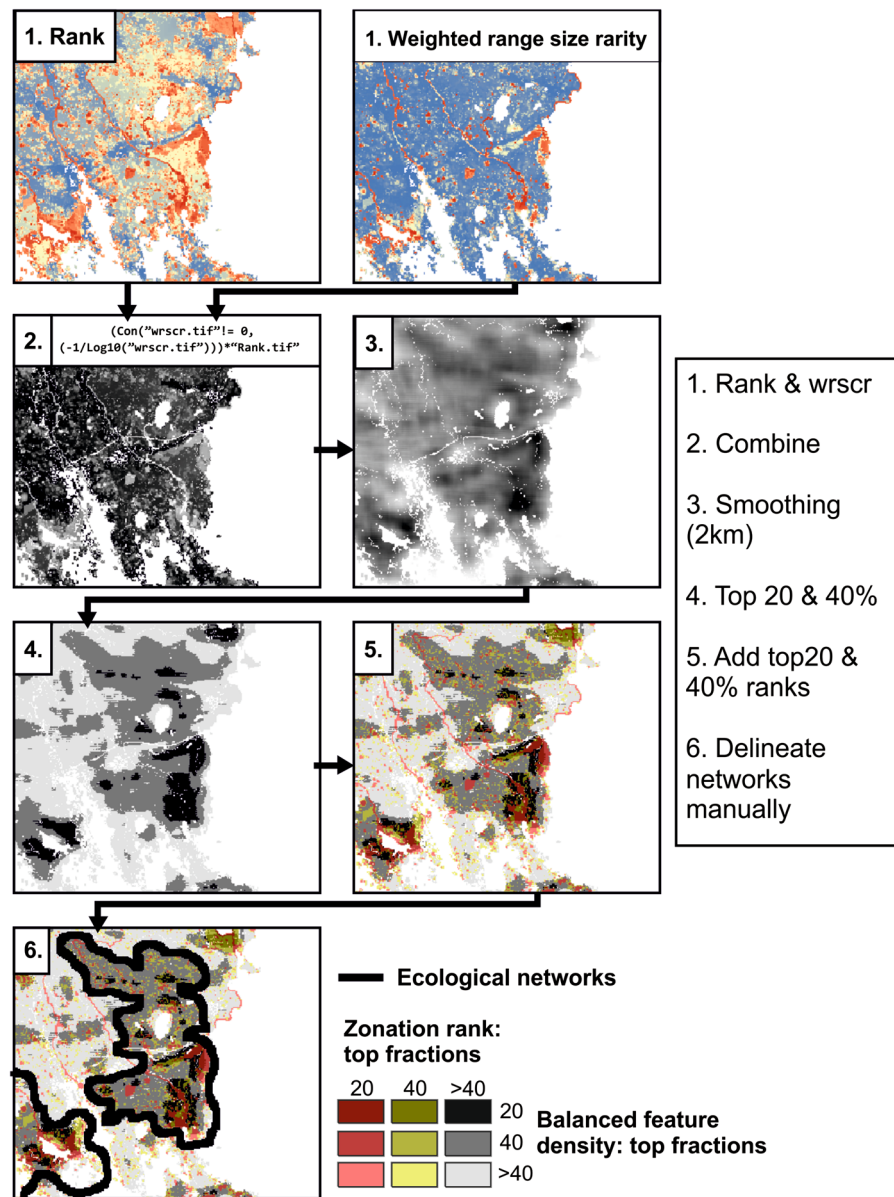 1. Rank
1. Weighted range size rarity
2.
(Con("wrscr.tif"!= 0,
(-1/Log10("wrscr.tif")))*"Rank.tif"
3.
1. Rank & wrscr
2. Combine
3. Smoothing
(2km)
4. Top 20 & 40%
5. Add top20 &
40% ranks
6. Delineate
networks
manually
4.
5.
6.
Ecological networks
Zonation rank:
top fractions
20 40 >40
20
40
>40
Balanced feature
density: top fractions